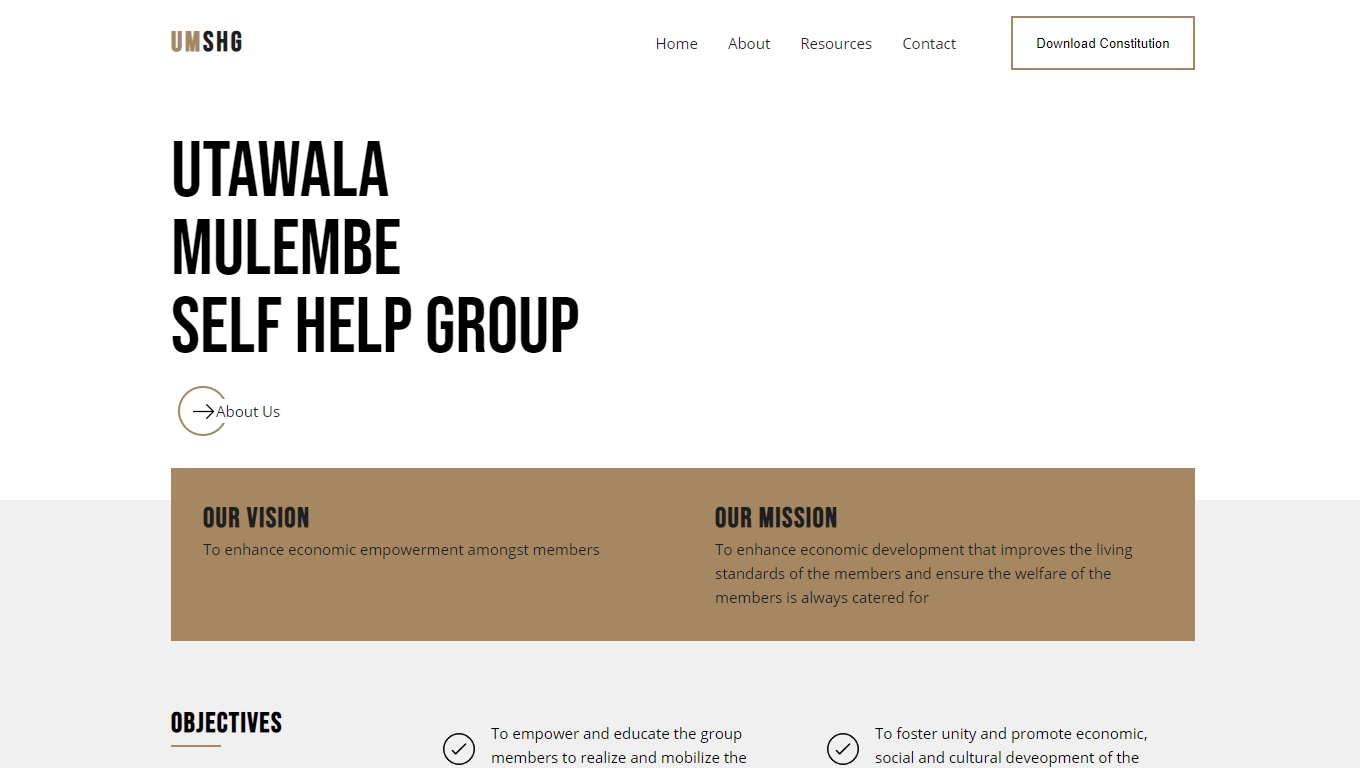 UMSHG
Home
About
Resources
Contact
Download Constitution
UTAWALA
MULEMBE
SELF HELP GROUP
About Us
OUR VISION
To enhance economic empowerment amongst members
OUR MISSION
To enhance economic development that improves the living
standards of the members and ensure the welfare of the
members is always catered for
OBJECTIVES
To empower and educate the group
members to realize and mobilize the
To foster unity and promote economic,
social and cultural deveopment of the